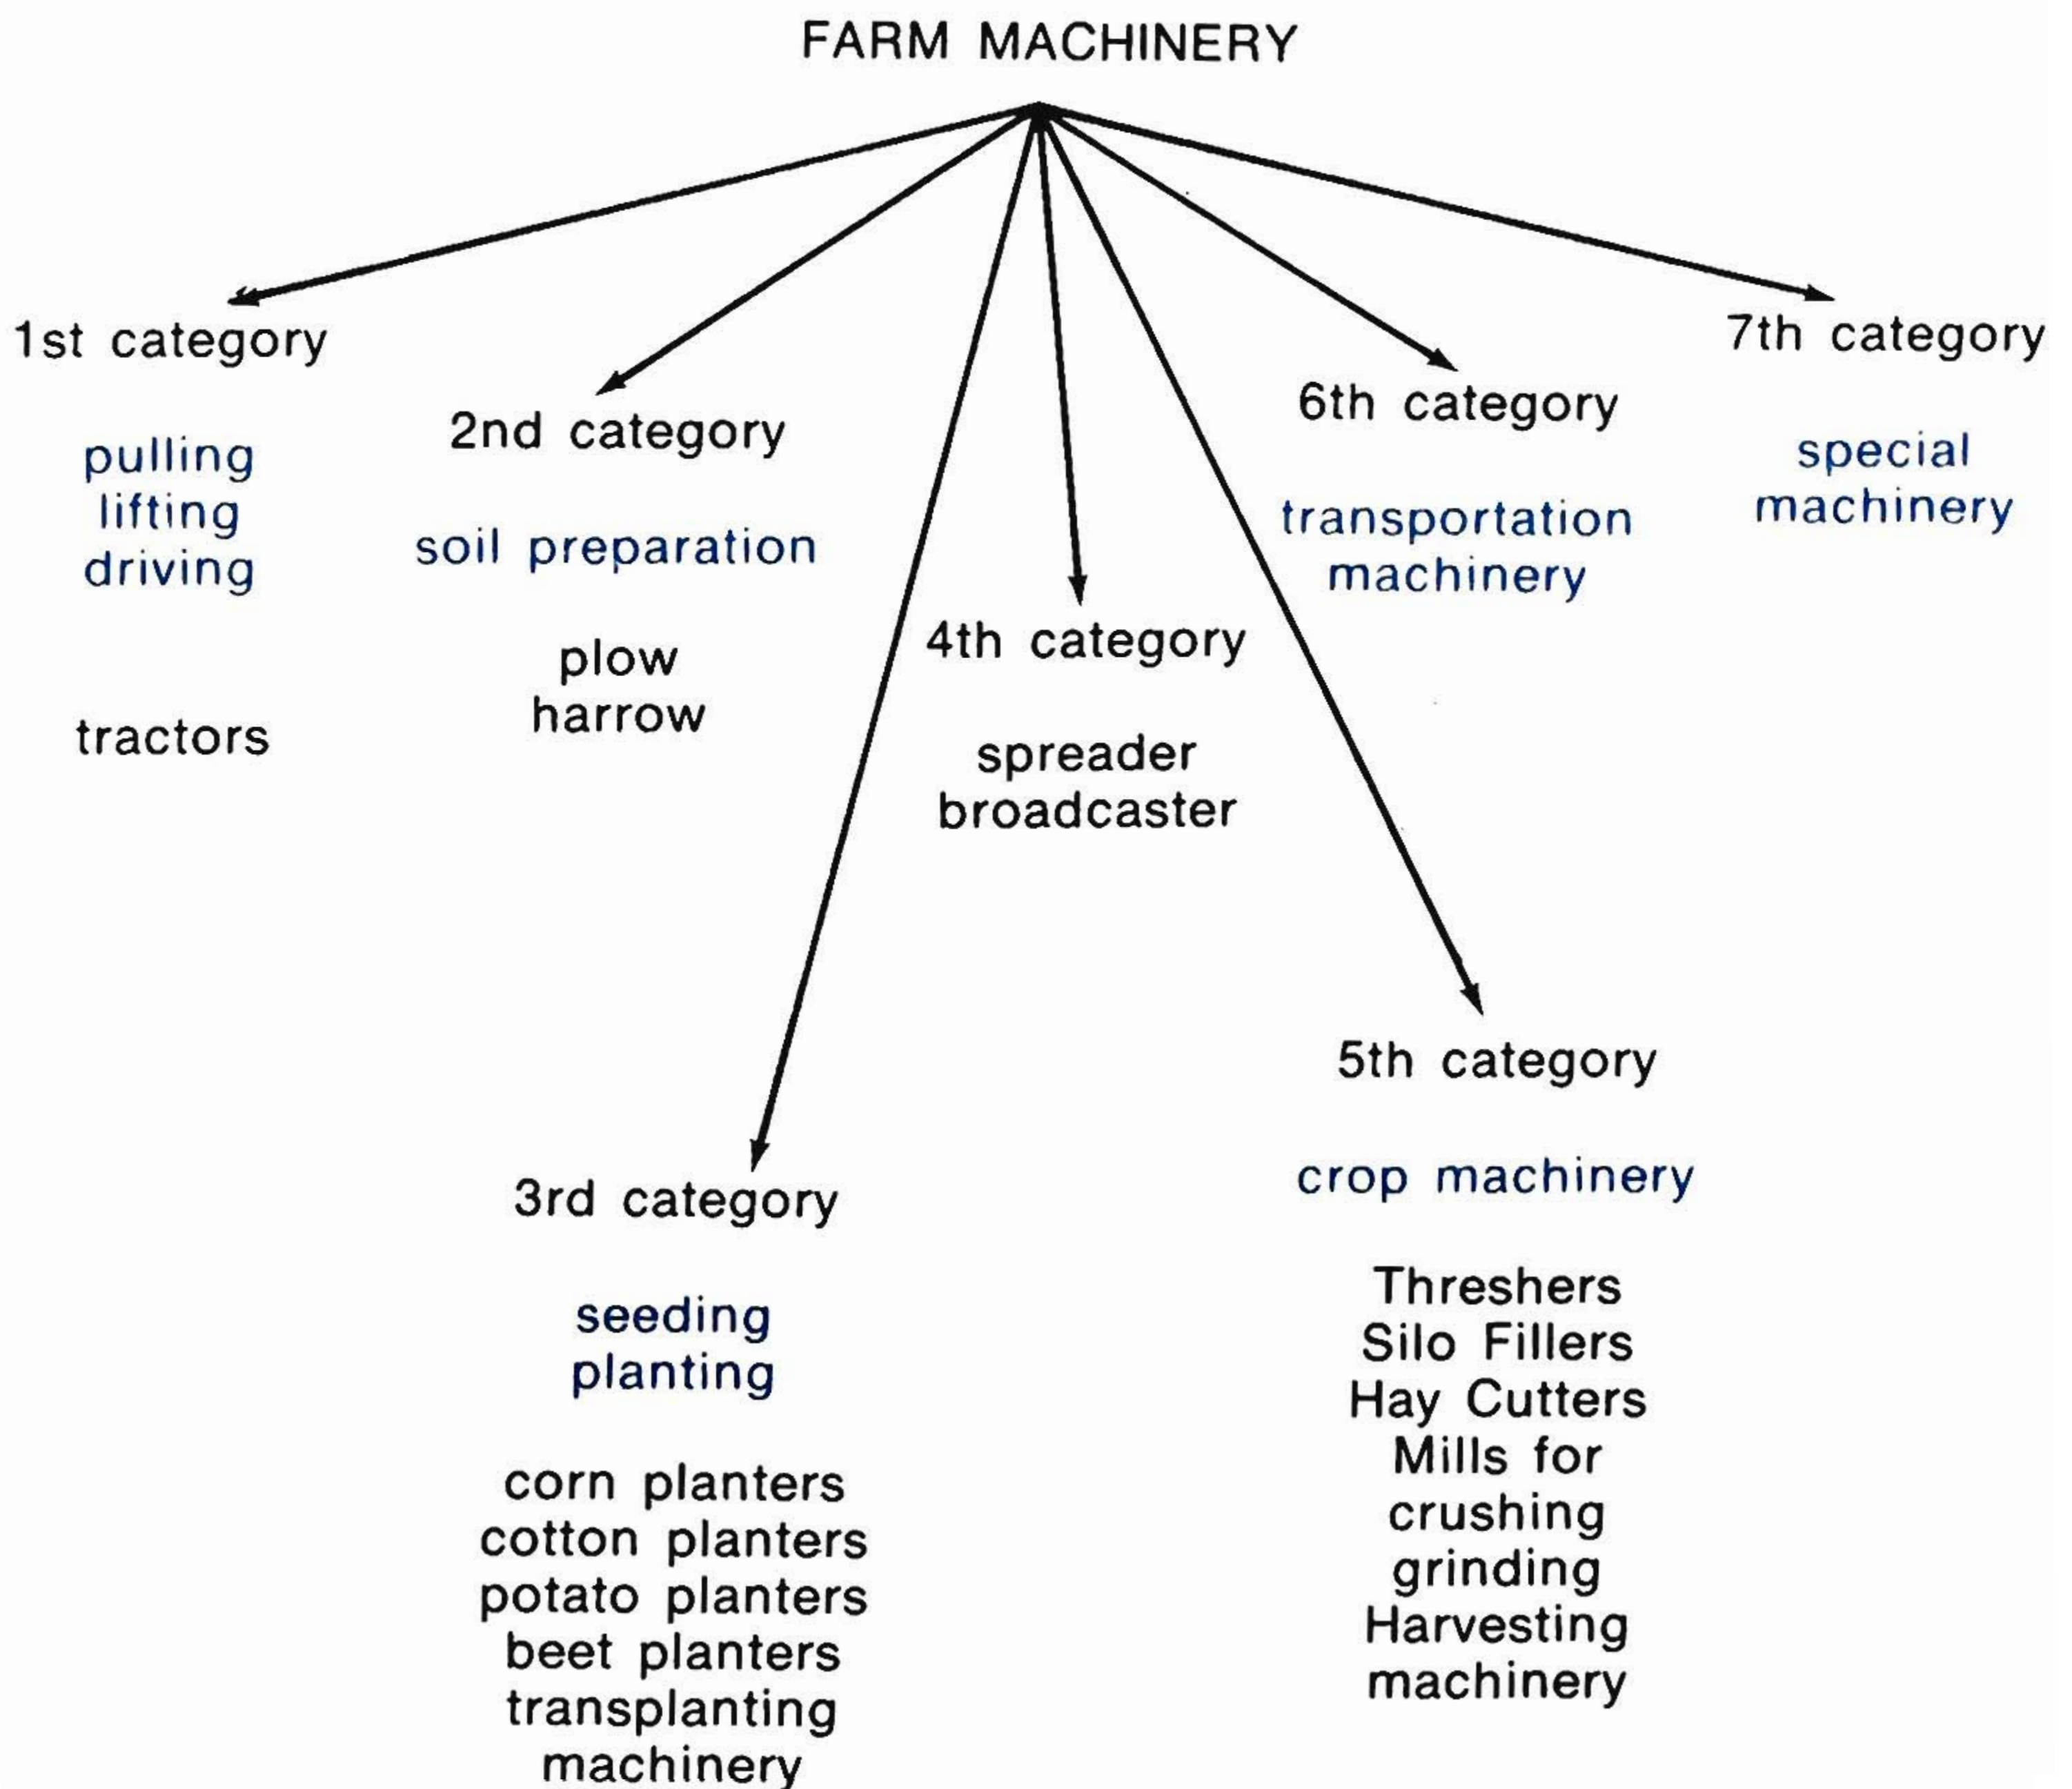 FARM MACHINERY
1st category
pulling
lifting
driving
tractors
2nd category
soil preparation
plow
harrow
3rd category
seeding
planting
corn planters
cotton planters
potato planters
beet planters
transplanting
machinery
4th category
spreader
broadcaster
5th category
crop machinery
Threshers
Silo Fillers
Hay Cutters
Mills for
crushing
grinding
Harvesting
machinery
6th category
transportation
machinery
7th category
special
machinery